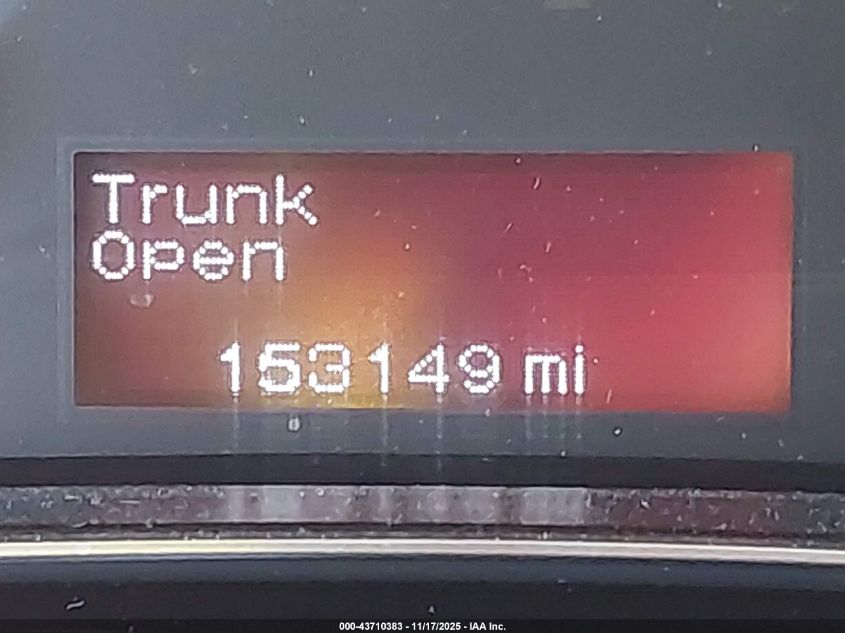 Trunk
Open
153149 mi
000-43710383 - 11/17/2025 - IAA Inc.